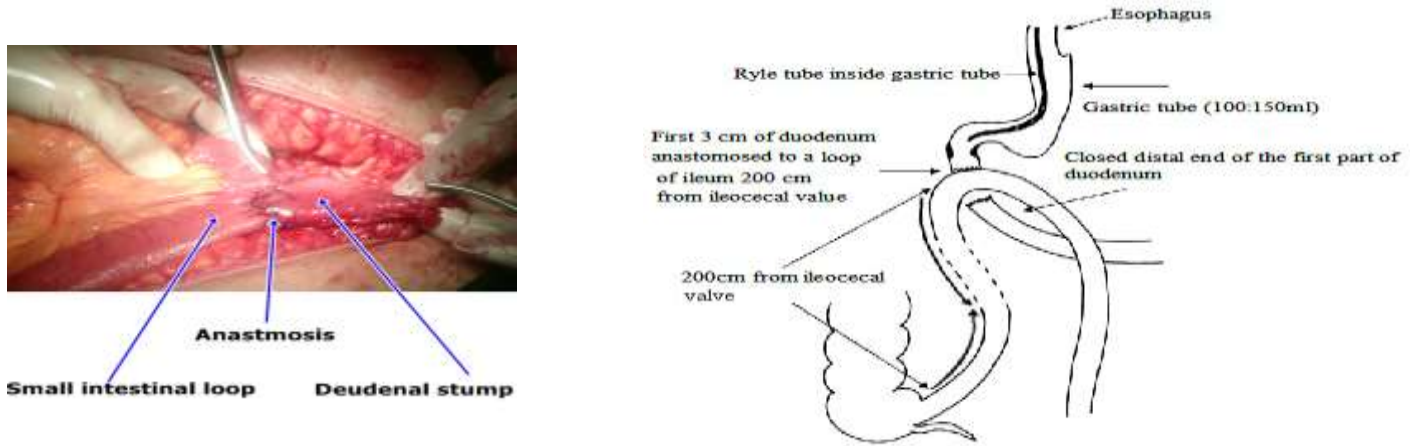 Anastmosis
Small intestinal loop
Deudenal stump
Esophagus
Ryle tube inside gastric tube
Gastric tube (100:150ml)
First 3 cm of duodenum
anastomosed to a loop
of ileum 200 cm
from ileocecal value
Closed distal end of the first part of
duodenum
200cm from ileocecal
valve